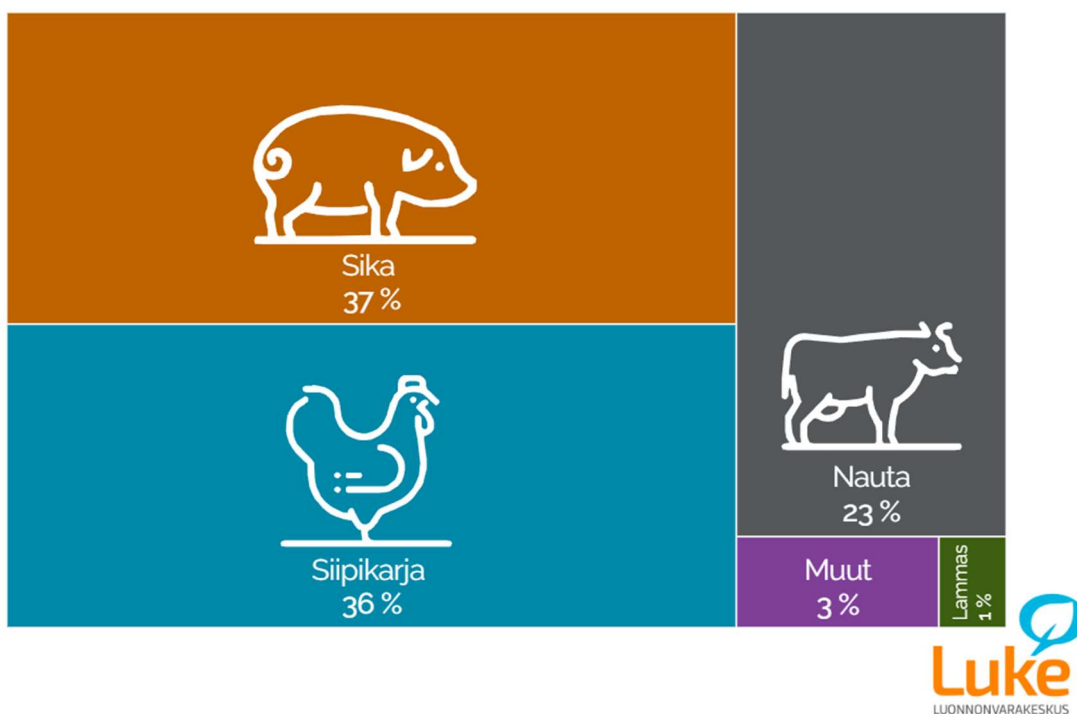 Sika
37 %
Siipikarja
36 %
Nauta
23 %
Muut
3 %
Lammas
1 %
Luke
LUONNONVARAKESKUS